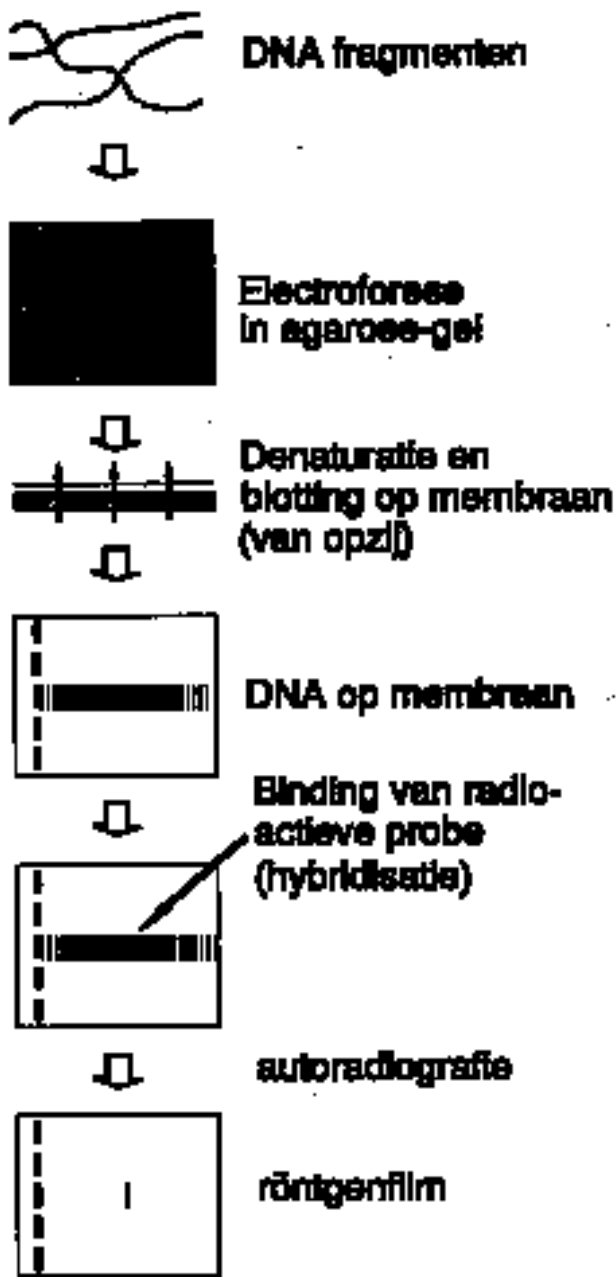 DNA fragmenten
Electroforese
in agarose-gel
Denaturatie en
blotting op membraan
(van opzij)
DNA op membraan
Binding van radio-
actieve probe
(hybridisatie)
autoradiografie
röntgenfilm